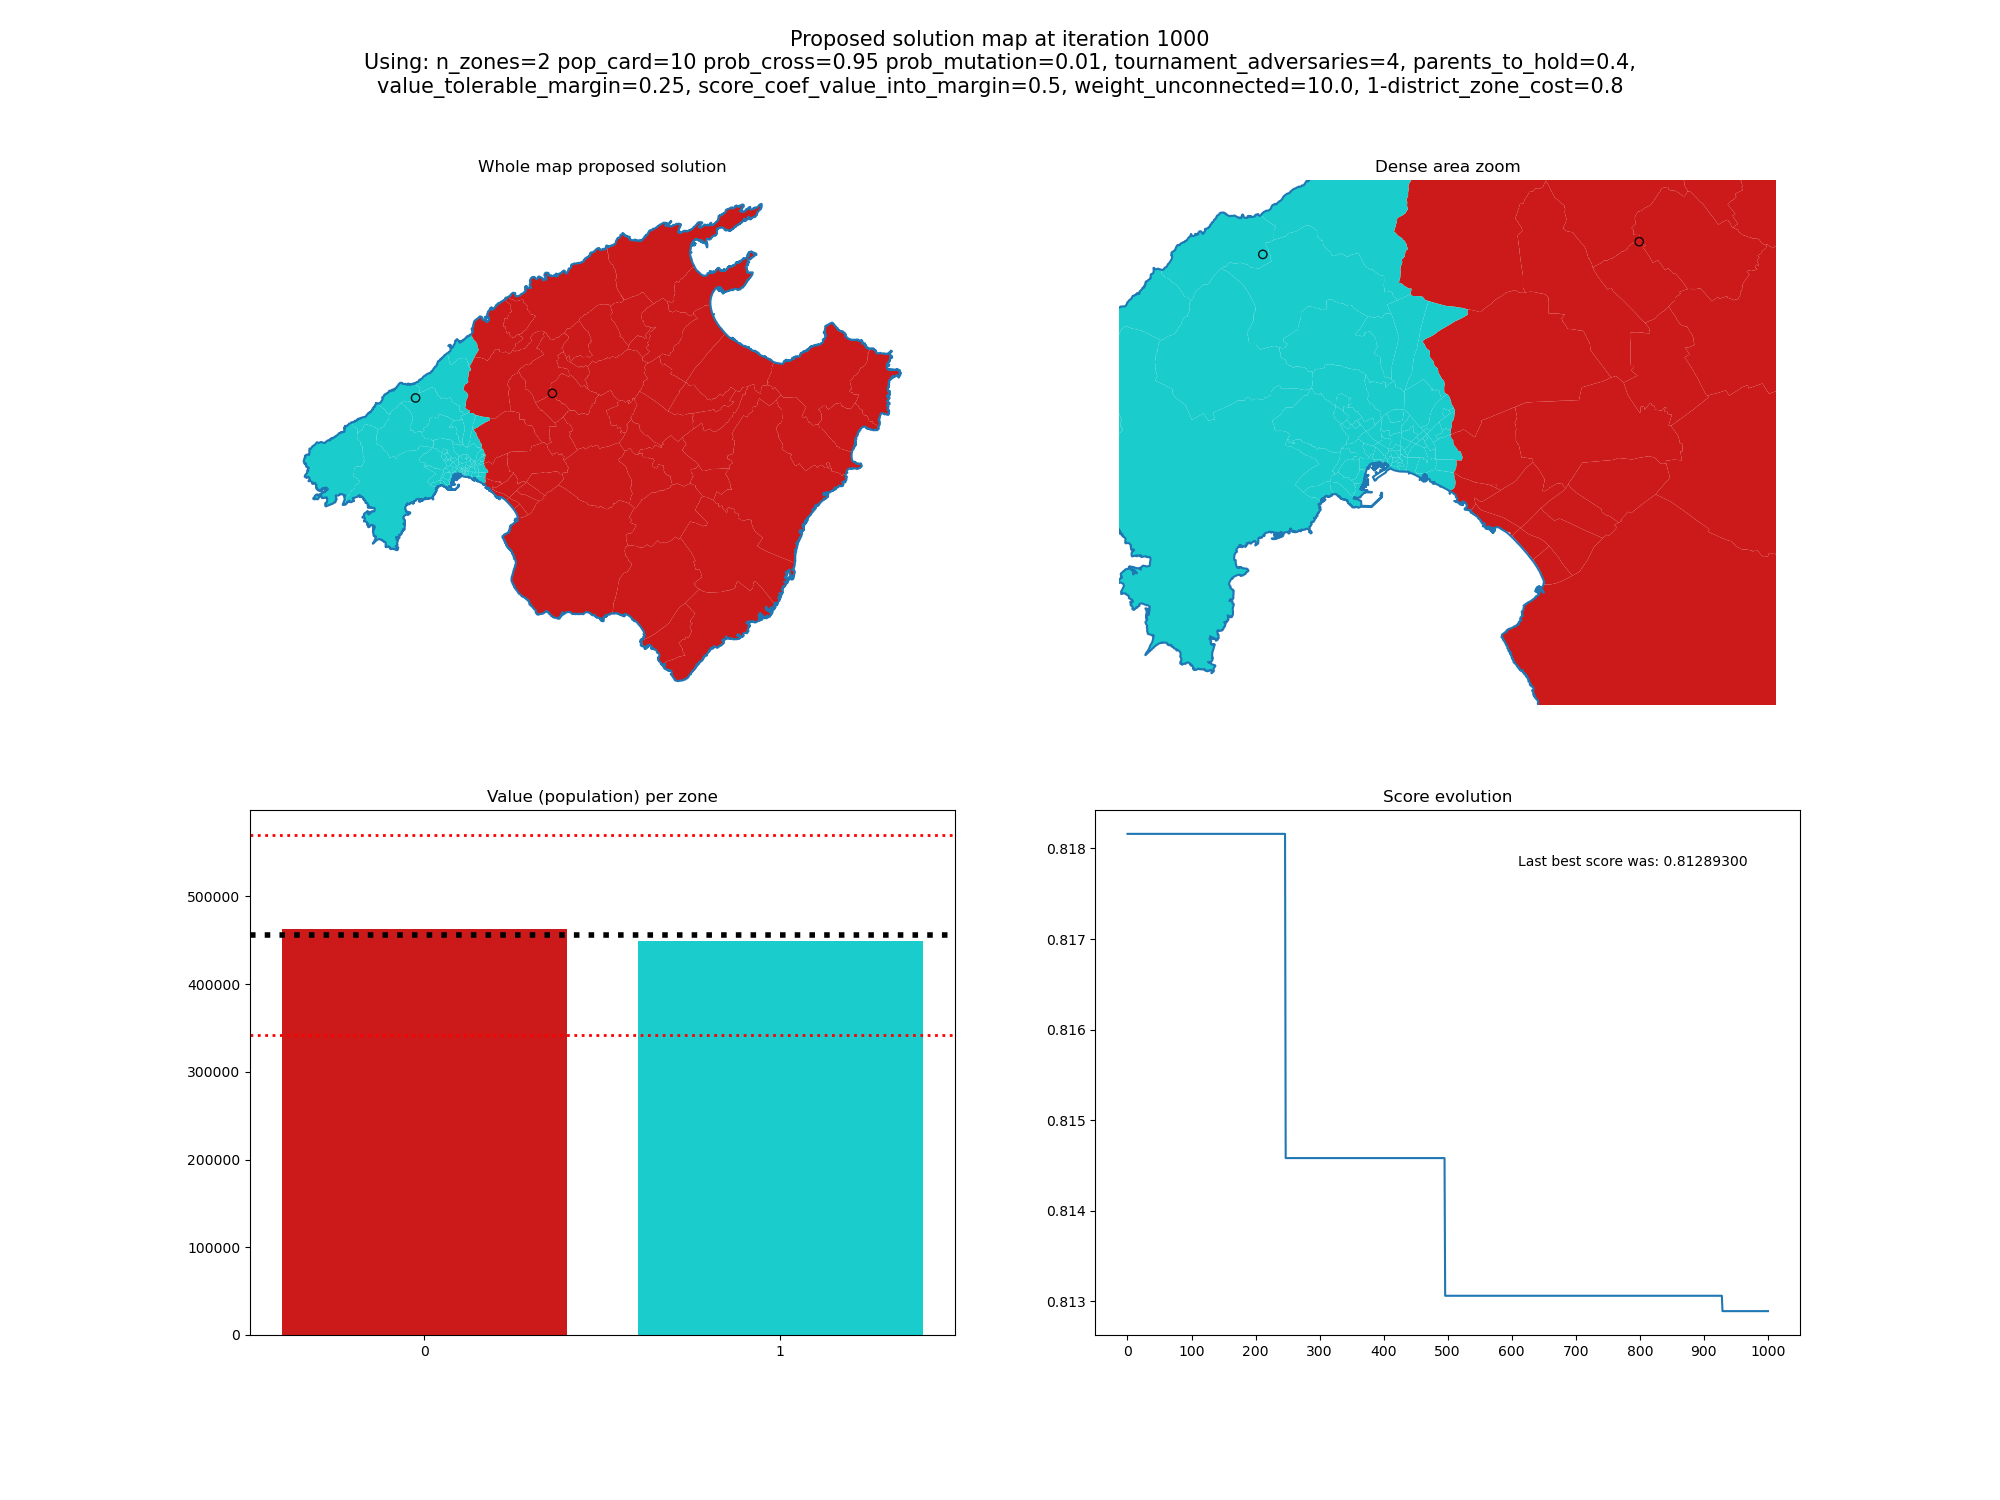 Proposed solution map at iteration 1000
Using: n_zones=2 pop_card=10 prob_cross=0.95 prob_mutation=0.01, tournament_adversaries=4, parents_to_hold=0.4,
value_tolerable_margin=0.25, score_coef_value_into_margin=0.5, weight_unconnected=10.0, 1-district_zone_cost=0.8
Whole map proposed solution
Dense area zoom
Value (population) per zone
500000
400000
300000
200000
100000
0
0 1
Score evolution
Last best score was: 0.81289300
0.818
0.817
0.816
0.815
0.814
0.813
0 100 200 300 400 500 600 700 800 900 1000